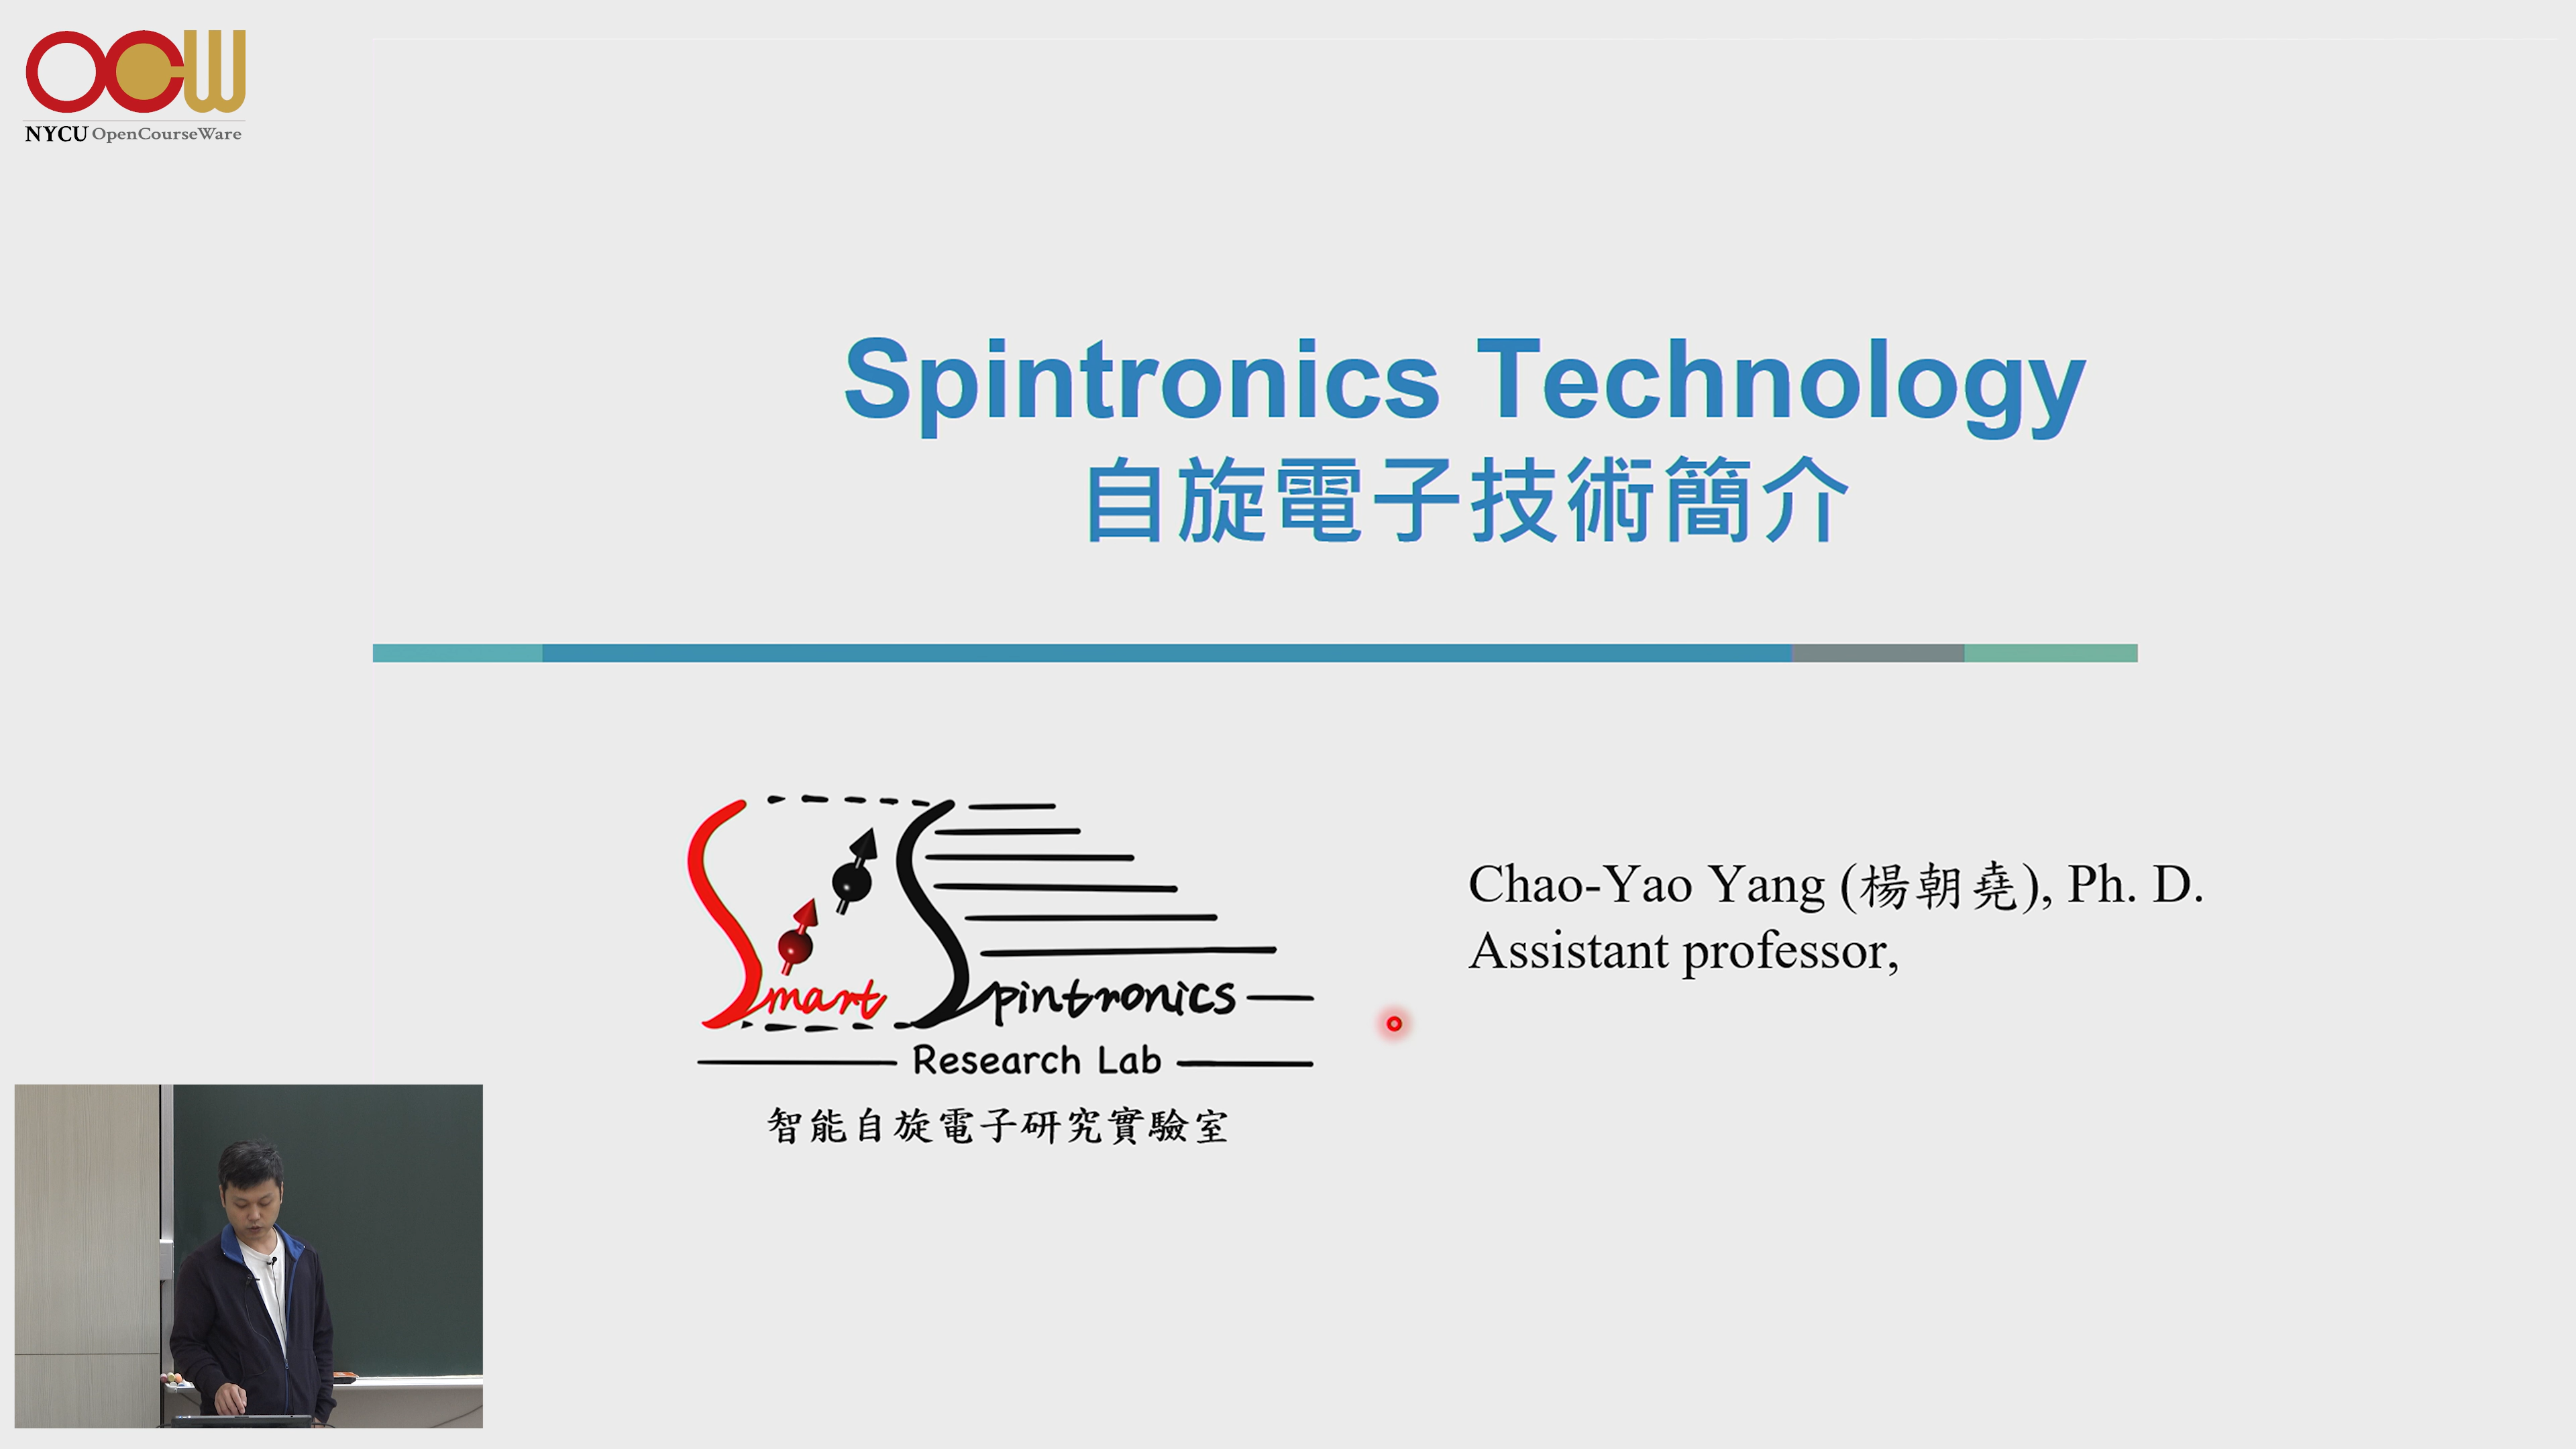 OCW
NYCU OpenCourseWare
Spintronics Technology
自旋電子技術簡介
Smart Spintronics
Research Lab
智能自旋電子研究實驗室
Chao-Yao Yang (楊朝堯), Ph. D.
Assistant professor,